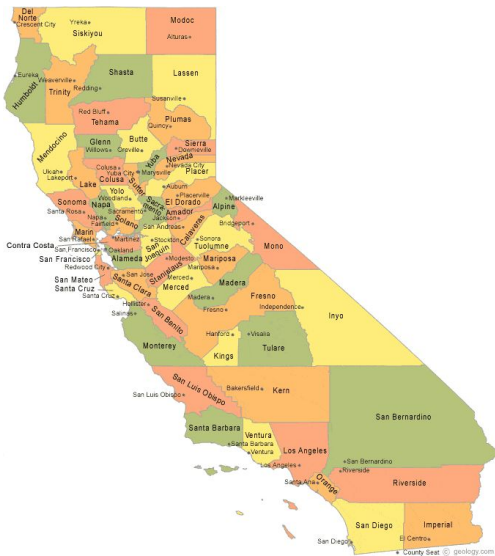 Del
Norte
Crescent City
Yreka
Siskiyou
Modoc
Alturas
Eureka
Humboldt
Weaverville
Trinity
Shasta
Redding
Lassen
Susanville
Red Bluff
Tehama
Plumas
Quincy
Mendocino
Glenn
Willows
Butte
Oroville
Sierra
Downieville
Yuba
Nevada
Nevada City
Ukiah
Lakeport
Lake
Colusa
Colusa
Yuba City
Sutter
Marysville
Placer
Auburn
Sonoma
Santa Rosa
Napa
Napa
Yolo
Woodland
Sacramento
Sacra-
mento
El Dorado
Placerville
Amador
Jackson
Alpine
Markleeville
Fairfield
Solano
San Andreas
Calaveras
Marin
San Rafael
Contra Costa
Martinez
San Francisco
San Francisco
Oakland
Alameda
Stockton
San
Joaquin
Sonora
Tuolumne
Bridgeport
Mono
Redwood City
San Mateo
San Jose
Santa Clara
Modesto
Stanislaus
Mariposa
Mariposa
Santa Cruz
Santa Cruz
Merced
Merced
Madera
Madera
Hollister
San Benito
Salinas
Fresno
Fresno
Independence
Inyo
Monterey
Hanford
Kings
Visalia
Tulare
San Luis Obispo
San Luis Obispo
Bakersfield
Kern
San Bernardino
San Bernardino
Santa Barbara
Santa Barbara
Ventura
Ventura
Los Angeles
Los Angeles
Riverside
Riverside
Santa Ana
Orange
San Diego
San Diego
Imperial
El Centro
County Seat © geology.com